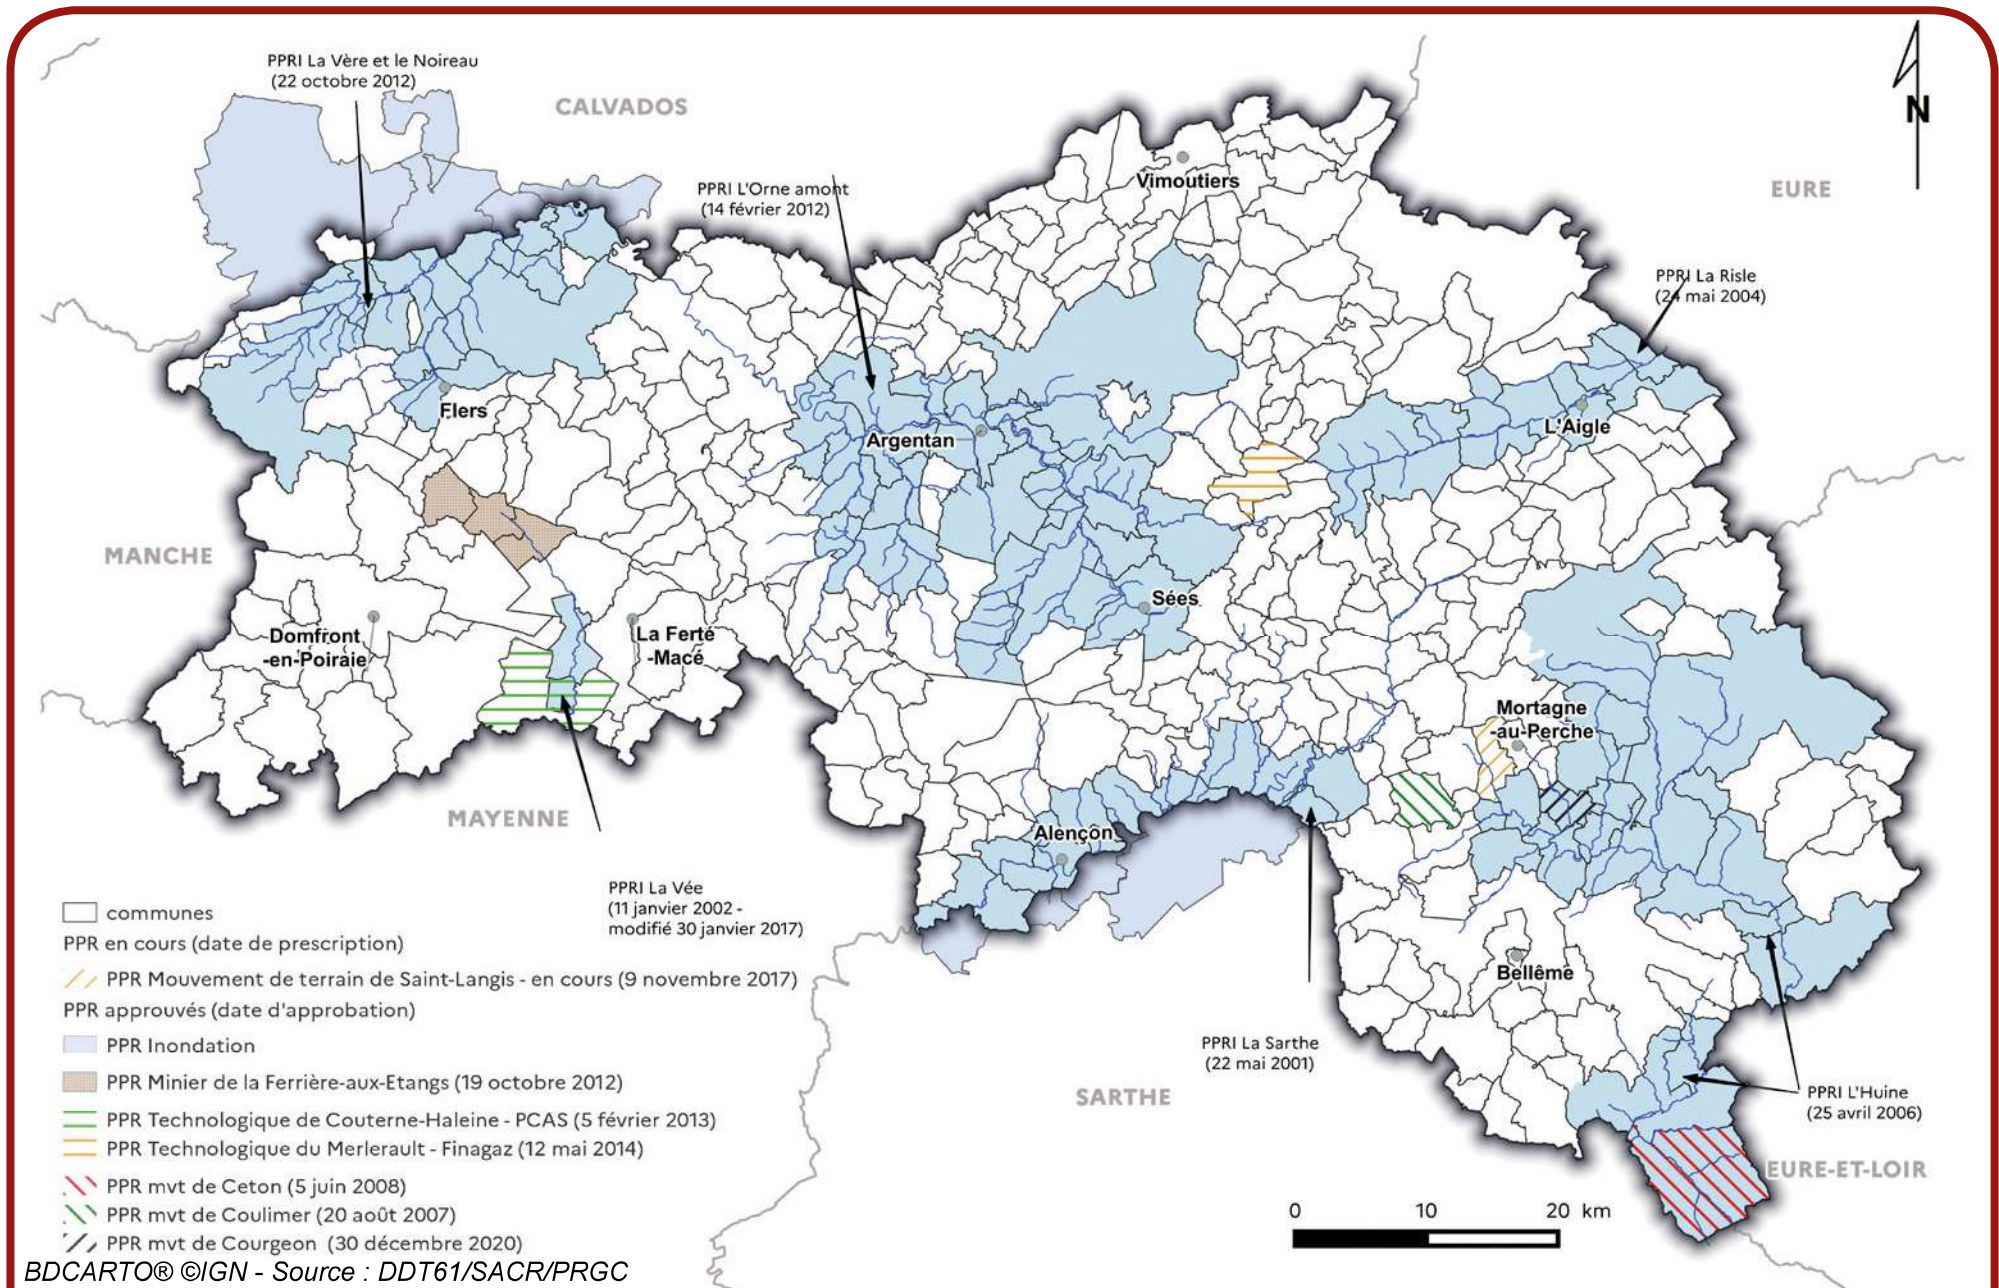 PPRI La Vère et le Noireau
(22 octobre 2012)
CALVADOS
N
Vimoutiers
EURE
PPRI L'Orne amont
(14 février 2012)
PPRI La Risle
(24 mai 2004)
Flers
Argentan
L'Aigle
MANCHE
Sées
Domfront
-en-Poiraie
La Ferté
-Macé
Mortagne
-au-Perche
MAYENNE
Alençon
PPRI La Vée
(11 janvier 2002 -
modifié 30 janvier 2017)
Bellême
PPRI La Sarthe
(22 mai 2001)
SARTHE
PPRI L'Huine
(25 avril 2006)
EURE-ET-LOIR
communes
PPR en cours (date de prescription)
PPR Mouvement de terrain de Saint-Langis - en cours (9 novembre 2017)
PPR approuvés (date d'approbation)
PPR Inondation
PPR Minier de la Ferrière-aux-Etangs (19 octobre 2012)
PPR Technologique de Couterne-Haleine - PCAS (5 février 2013)
PPR Technologique du Merlerault - Finagaz (12 mai 2014)
PPR mvt de Ceton (5 juin 2008)
PPR mvt de Coulimer (20 août 2007)
PPR mvt de Courgeon (30 décembre 2020)
0 10 20 km
BDCARTO® ©IGN - Source : DDT61/SACR/PRGC